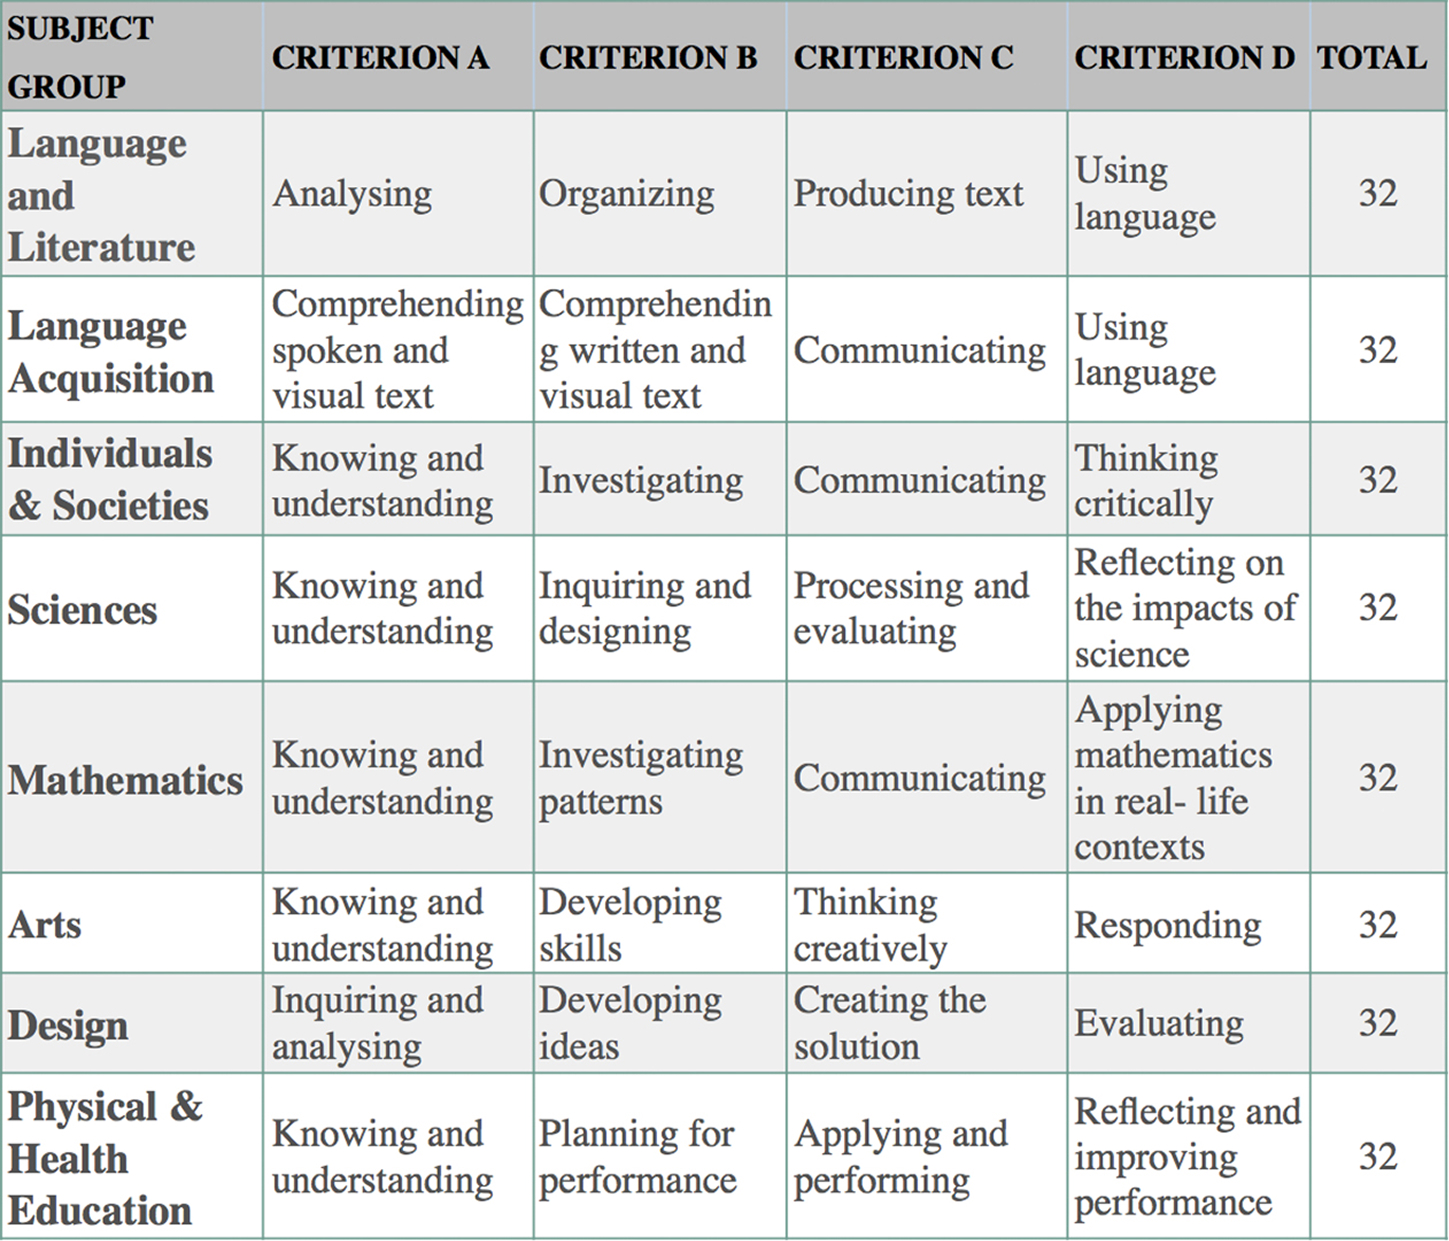 SUBJECT
GROUP
CRITERION A
CRITERION B
CRITERION C
CRITERION D
TOTAL
Language
and
Literature
Analysing
Organizing
Producing text
Using
language
32
Language
Acquisition
Comprehending
spoken and
visual text
Comprehendin
g written and
visual text
Communicating
Using
language
32
Individuals
& Societies
Knowing and
understanding
Investigating
Communicating
Thinking
critically
32
Sciences
Knowing and
understanding
Inquiring and
designing
Processing and
evaluating
Reflecting on
the impacts of
science
32
Mathematics
Knowing and
understanding
Investigating
patterns
Communicating
Applying
mathematics
in real- life
contexts
32
Arts
Knowing and
understanding
Developing
skills
Thinking
creatively
Responding
32
Design
Inquiring and
analysing
Developing
ideas
Creating the
solution
Evaluating
32
Physical &
Health
Education
Knowing and
understanding
Planning for
performance
Applying and
performing
Reflecting and
improving
performance
32